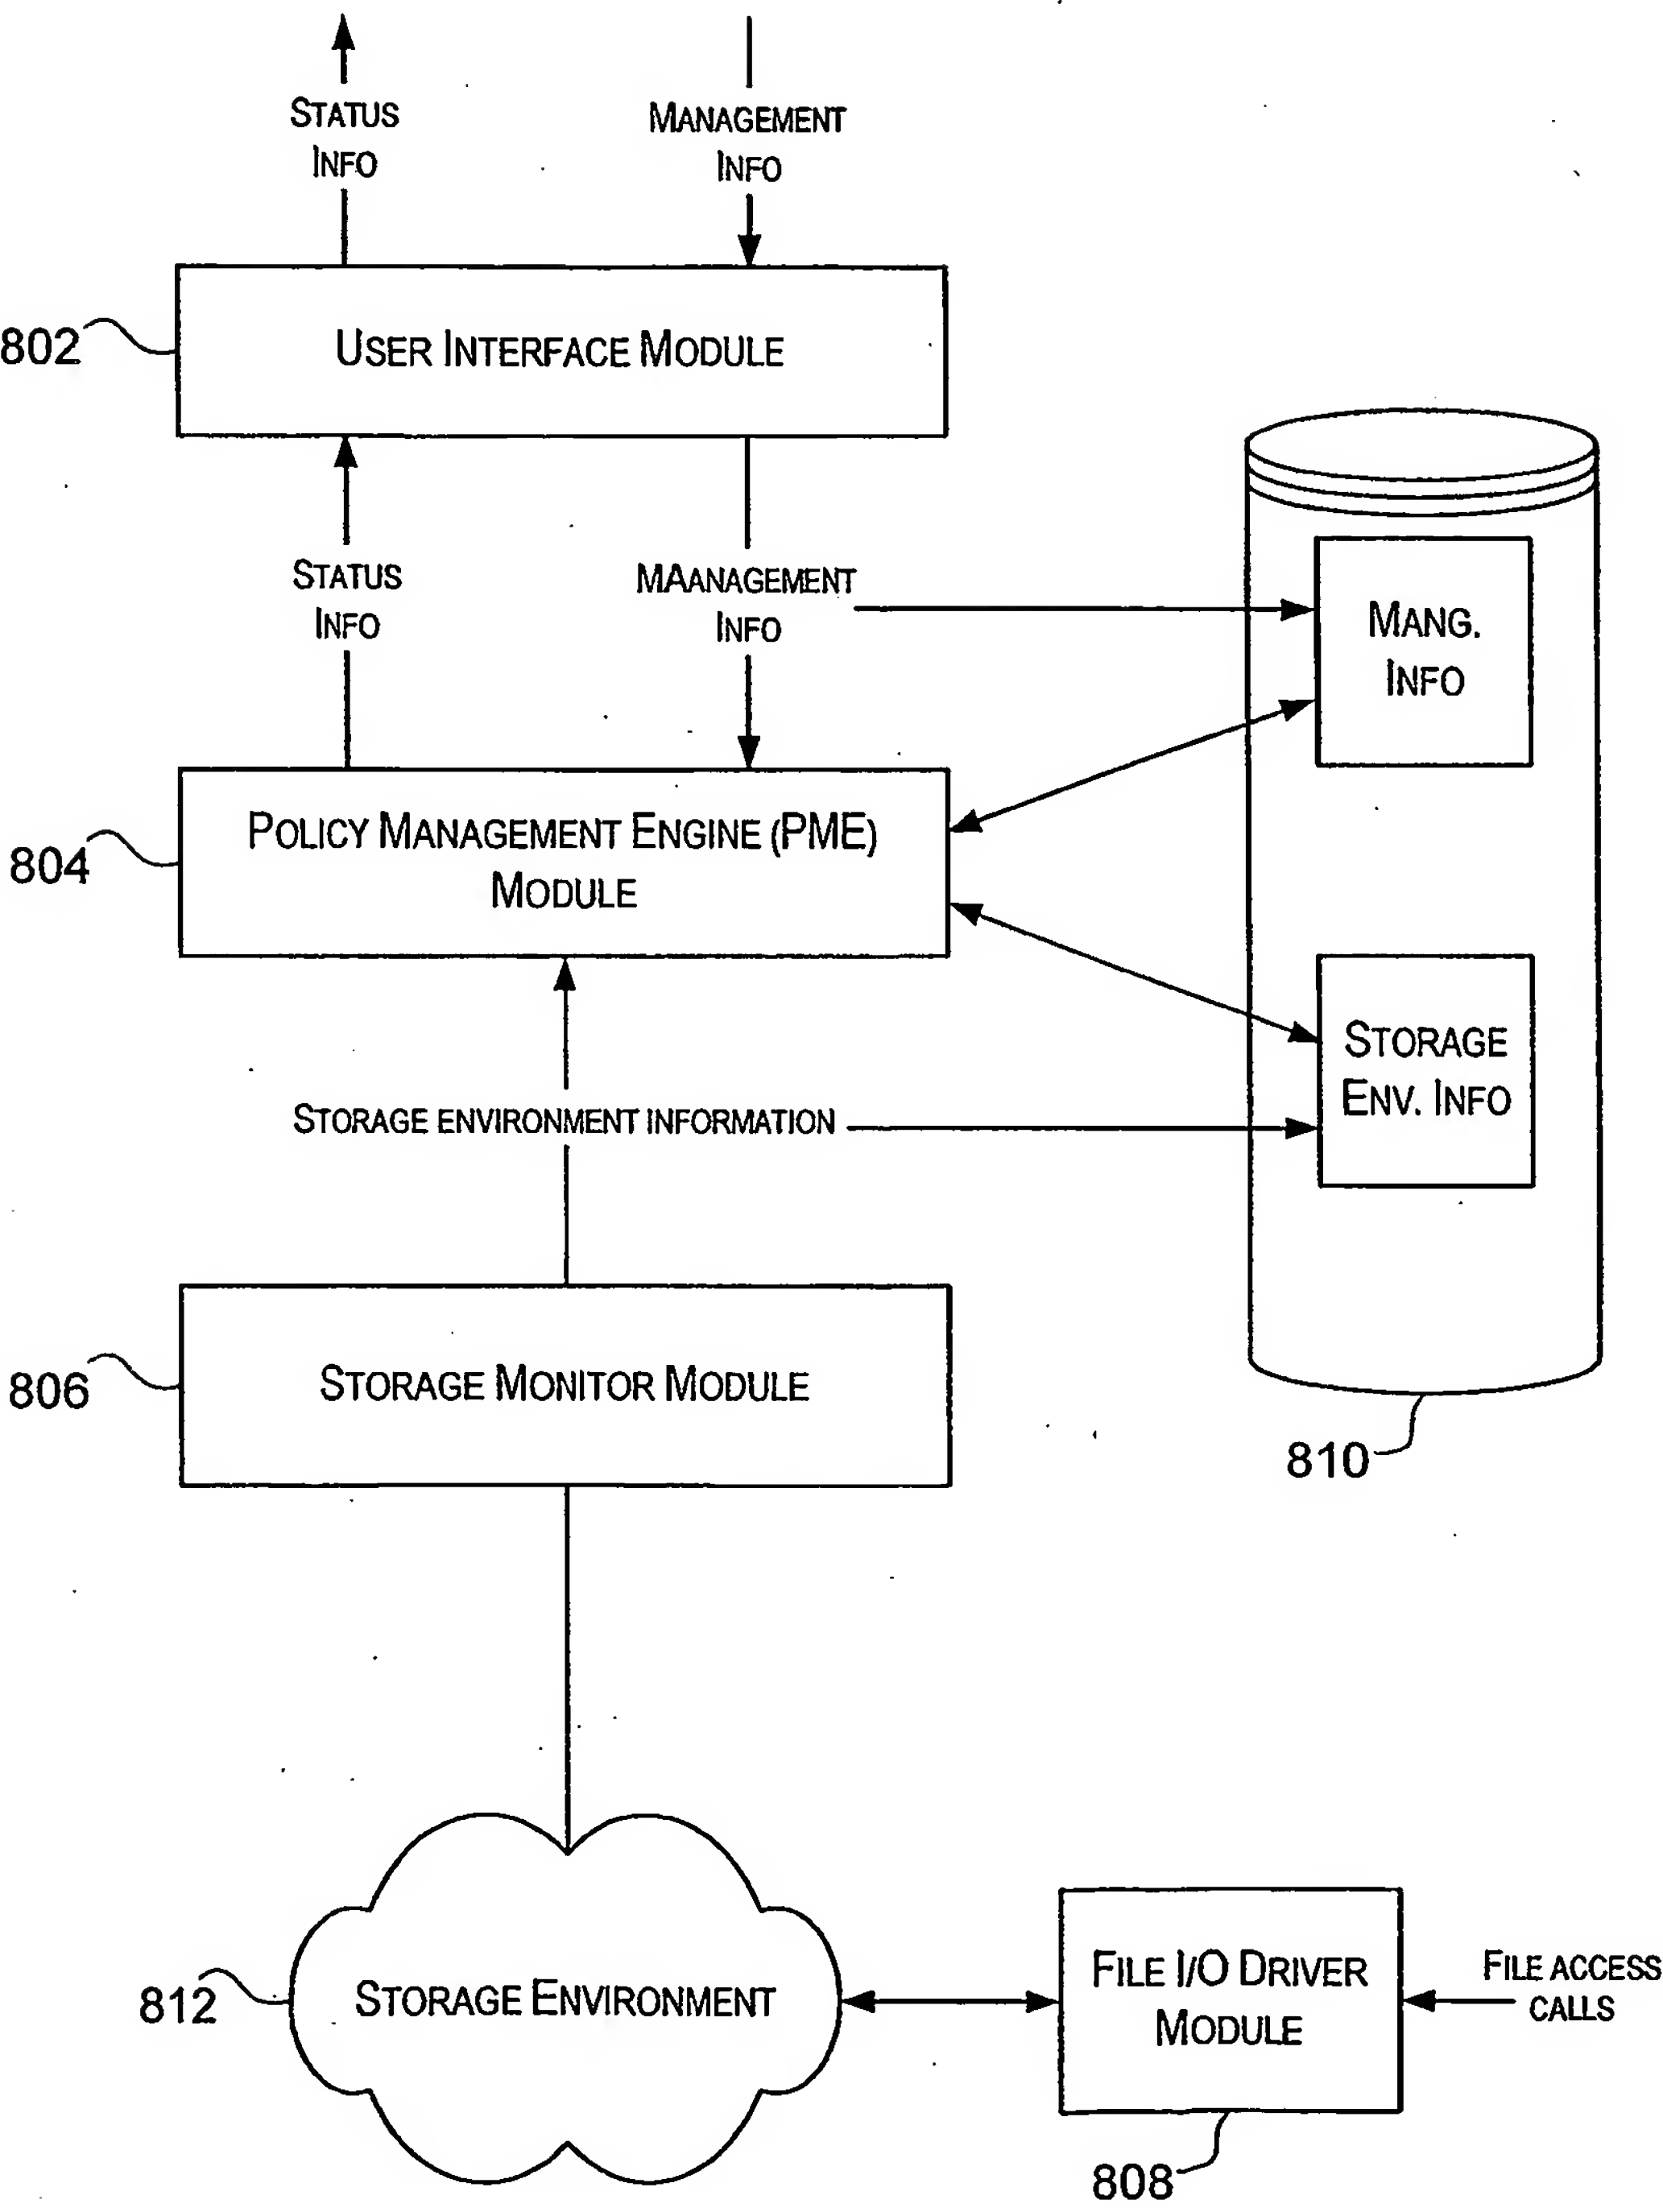 STATUS
INFO
MANAGEMENT
INFO
802
USER INTERFACE MODULE
STATUS
INFO
MAANAGEMENT
INFO
MANG.
INFO
804
POLICY MANAGEMENT ENGINE (PME)
MODULE
STORAGE
ENV. INFO
STORAGE ENVIRONMENT INFORMATION
806
STORAGE MONITOR MODULE
810
812
STORAGE ENVIRONMENT
FILE I/O DRIVER
MODULE
FILE ACCESS
CALLS
808